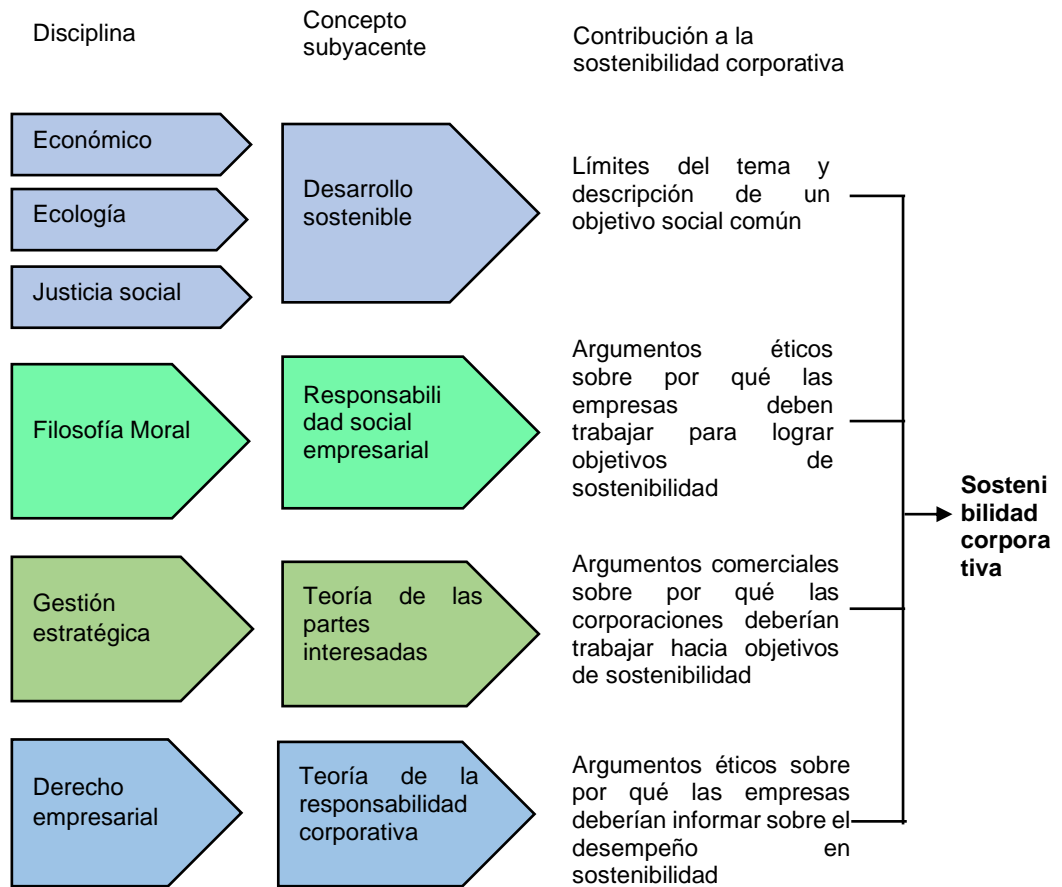 Disciplina
Concepto
subyacente
Contribución a la
sostenibilidad corporativa
Económico
Ecología
Justicia social
Desarrollo
sostenible
Límites del tema y
descripción de un
objetivo social común
Filosofía Moral
Responsabili
dad social
empresarial
Argumentos éticos
sobre por qué las
empresas deben
trabajar para lograr
objetivos de
sostenibilidad
Gestión
estratégica
Teoría de las
partes
interesadas
Argumentos comerciales
sobre por qué las
corporaciones deberían
trabajar hacia objetivos
de sostenibilidad
Derecho
empresarial
Teoría de la
responsabilidad
corporativa
Argumentos éticos sobre
por qué las empresas
deberían informar sobre el
desempeño en
sostenibilidad
Sosteni
bilidad
corpora
tiva